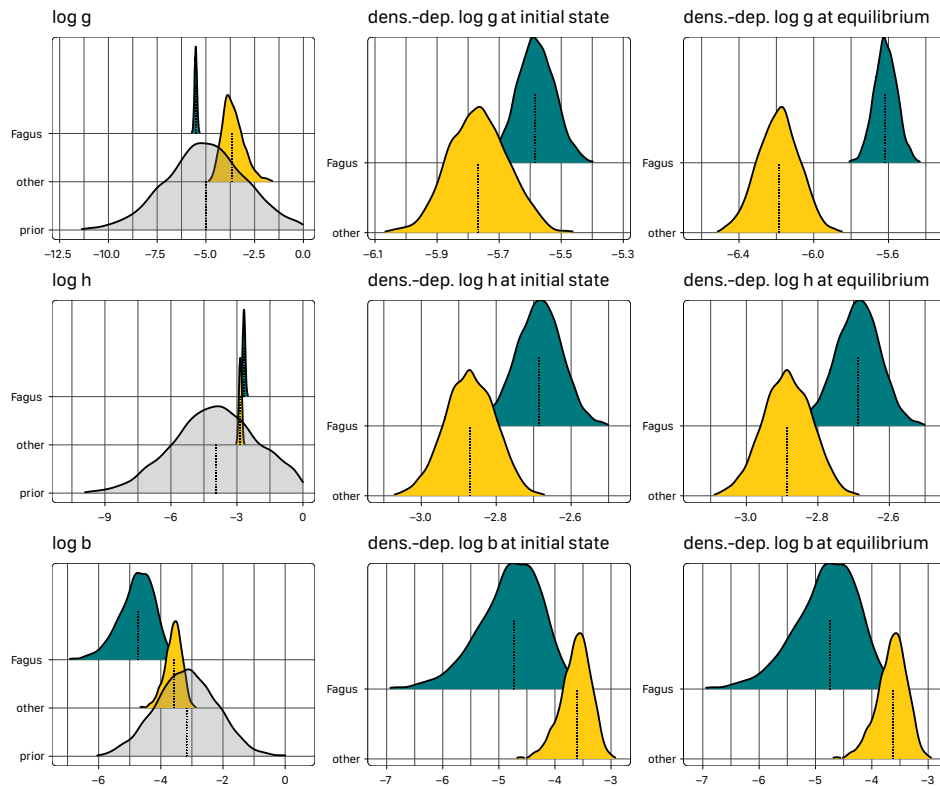 log g
dens.-dep. log g at initial state
dens.-dep. log g at equilibrium
Fagus
other
prior
-12.5 -10.0 -7.5 -5.0 -2.5 0.0
Fagus
other
-6.1 -5.9 -5.7 -5.5 -5.3
Fagus
other
-6.4 -6.0 -5.6
log h
dens.-dep. log h at initial state
dens.-dep. log h at equilibrium
Fagus
other
prior
-9 -6 -3 0
Fagus
other
-3.0 -2.8 -2.6
Fagus
other
-3.0 -2.8 -2.6
log b
dens.-dep. log b at initial state
dens.-dep. log b at equilibrium
Fagus
other
prior
-6 -4 -2 0
Fagus
other
-7 -6 -5 -4 -3
Fagus
other
-7 -6 -5 -4 -3